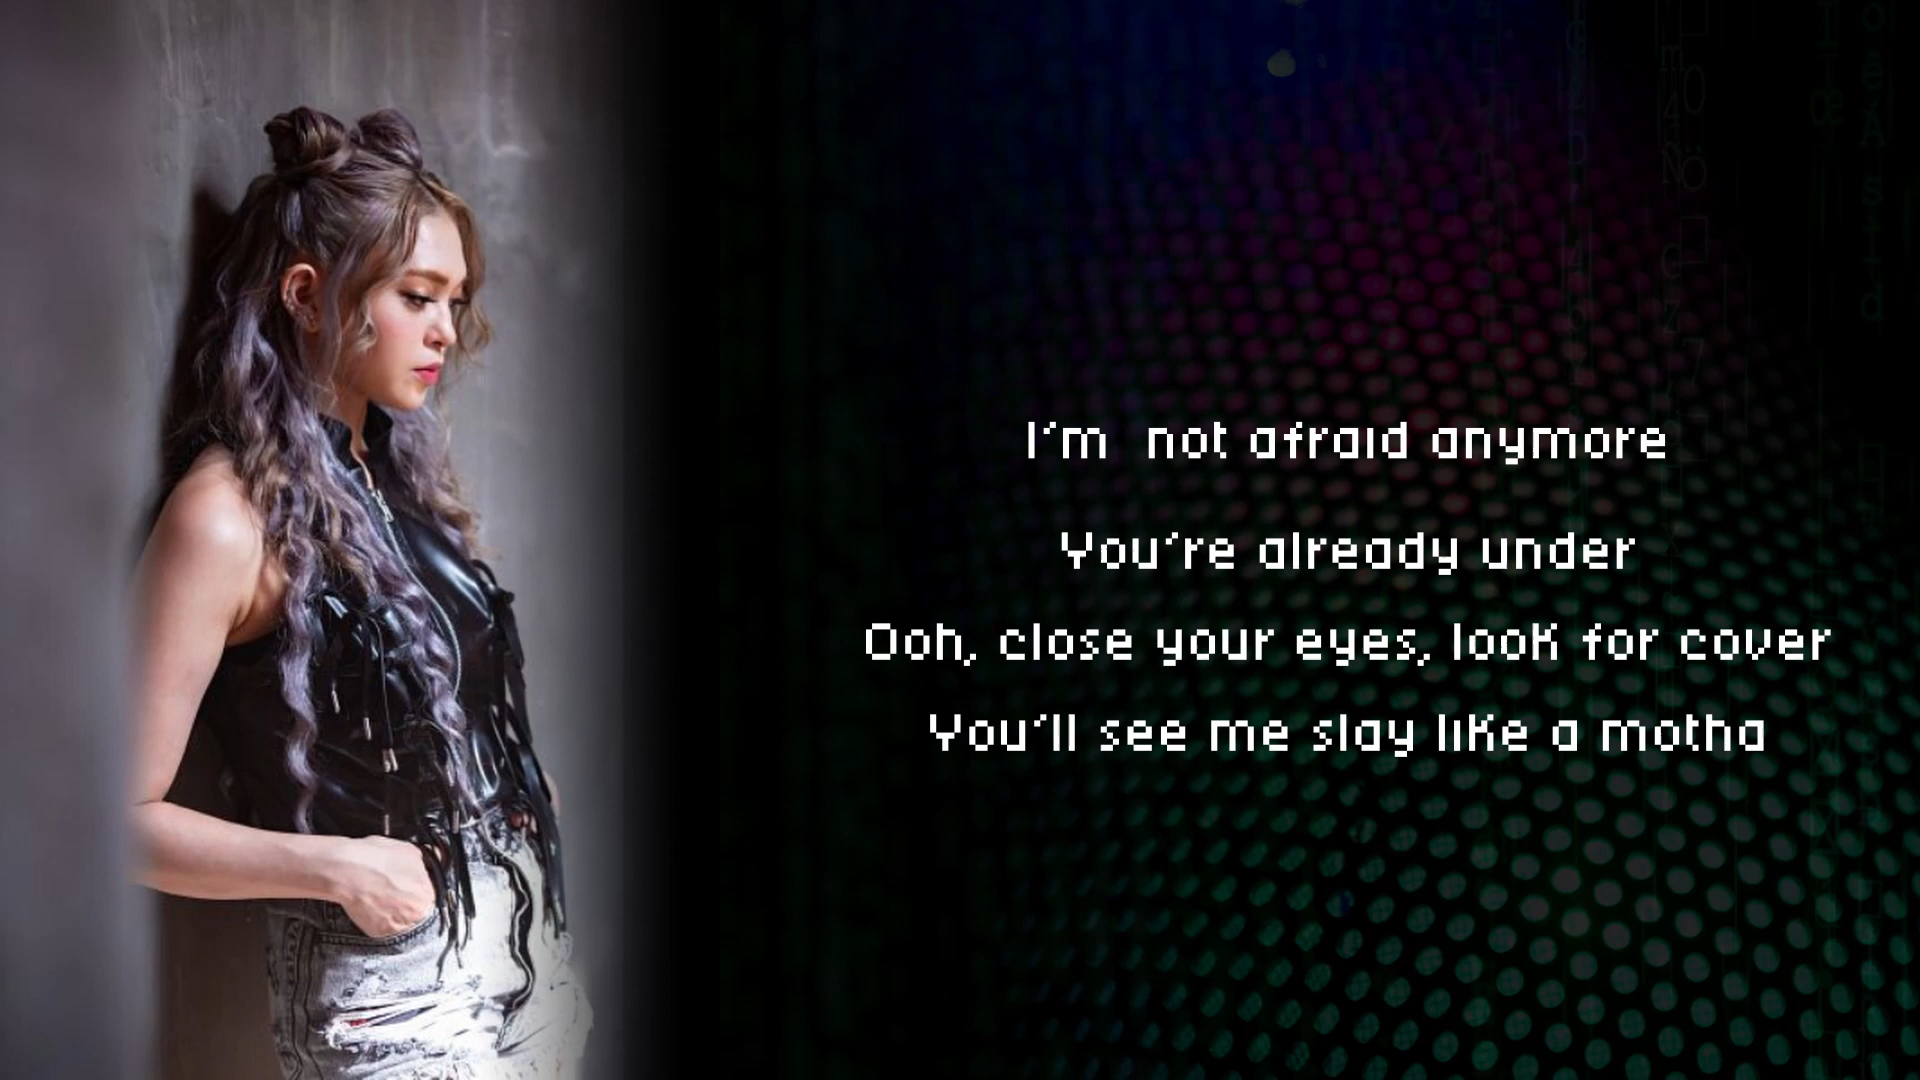 I'm  not afraid anymore
You're already under
Ooh, close your eyes, look for cover
You'll see me slay like a motha